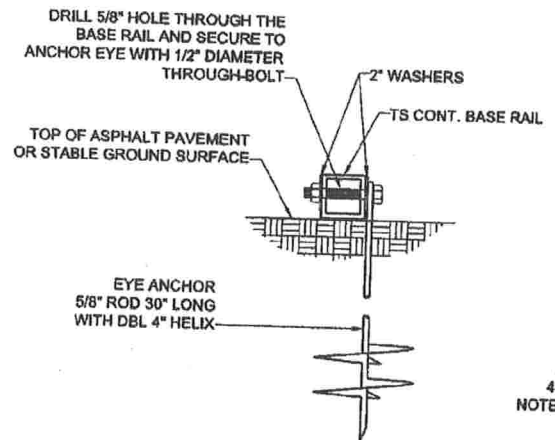 DRILL 5/8" HOLE THROUGH THE
BASE RAIL AND SECURE TO
ANCHOR EYE WITH 1/2" DIAMETER
THROUGH-BOLT
2" WASHERS
TS CONT. BASE RAIL
TOP OF ASPHALT PAVEMENT
OR STABLE GROUND SURFACE
EYE ANCHOR
5/8" ROD 30" LONG
WITH DBL 4" HELIX
4
NOTE